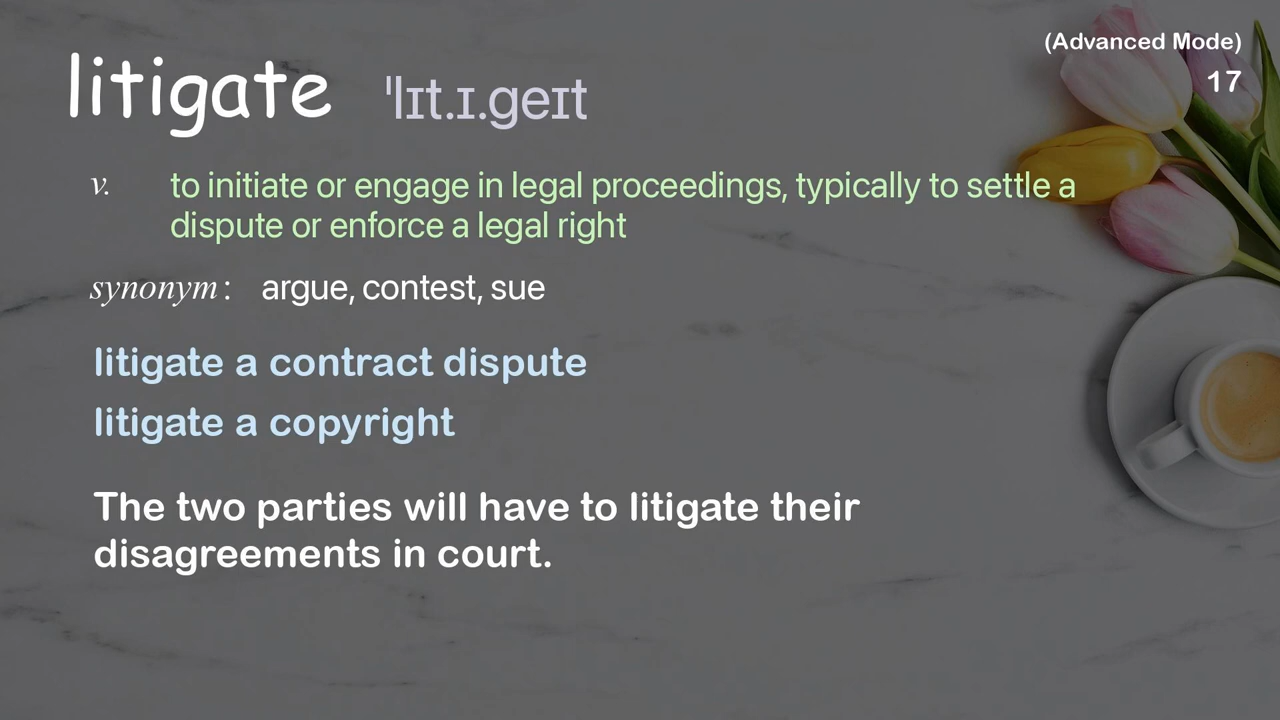 (Advanced Mode)
17
litigate ˈlɪt.ɪ.geɪt
v. to initiate or engage in legal proceedings, typically to settle a
dispute or enforce a legal right
synonym: argue, contest, sue
litigate a contract dispute
litigate a copyright
The two parties will have to litigate their
disagreements in court.